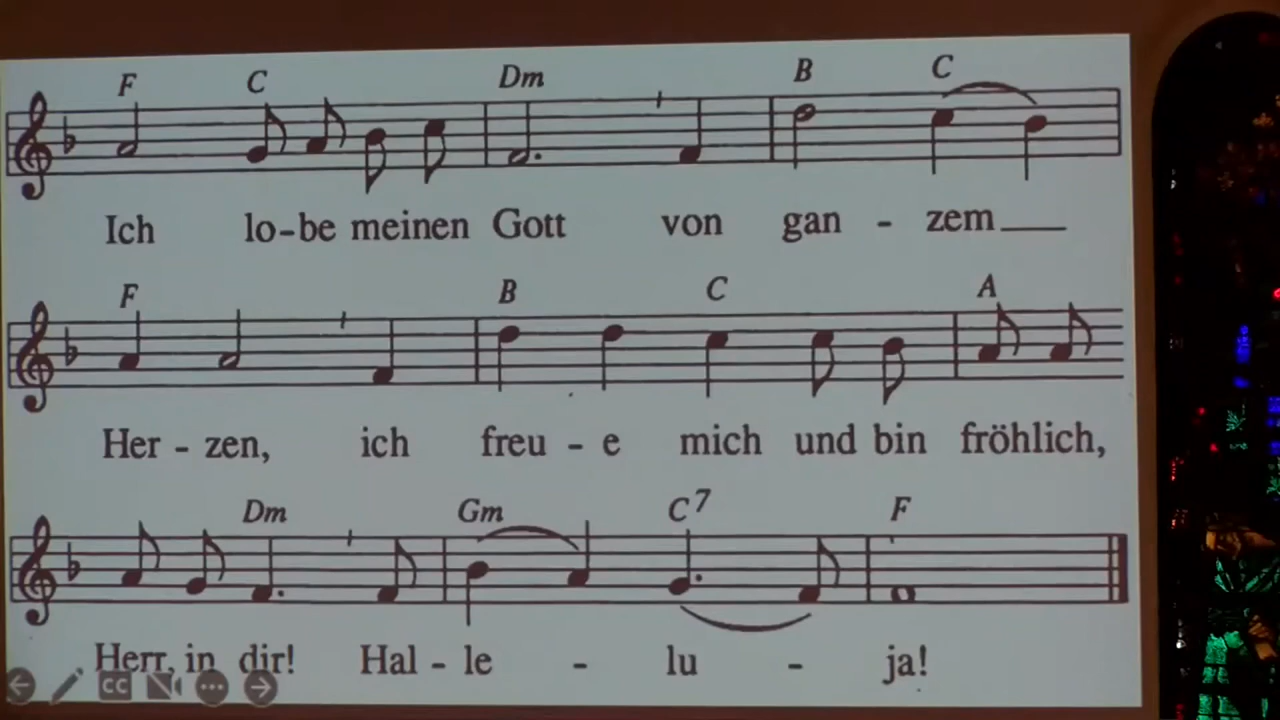 F C Dm B C
Ich lo-be meinen Gott von gan - zem
F B C A
Her - zen, ich freu - e mich und bin fröhlich,
Dm Gm C7 F
Herr, in dir! Hal - le - lu - ja!
CC